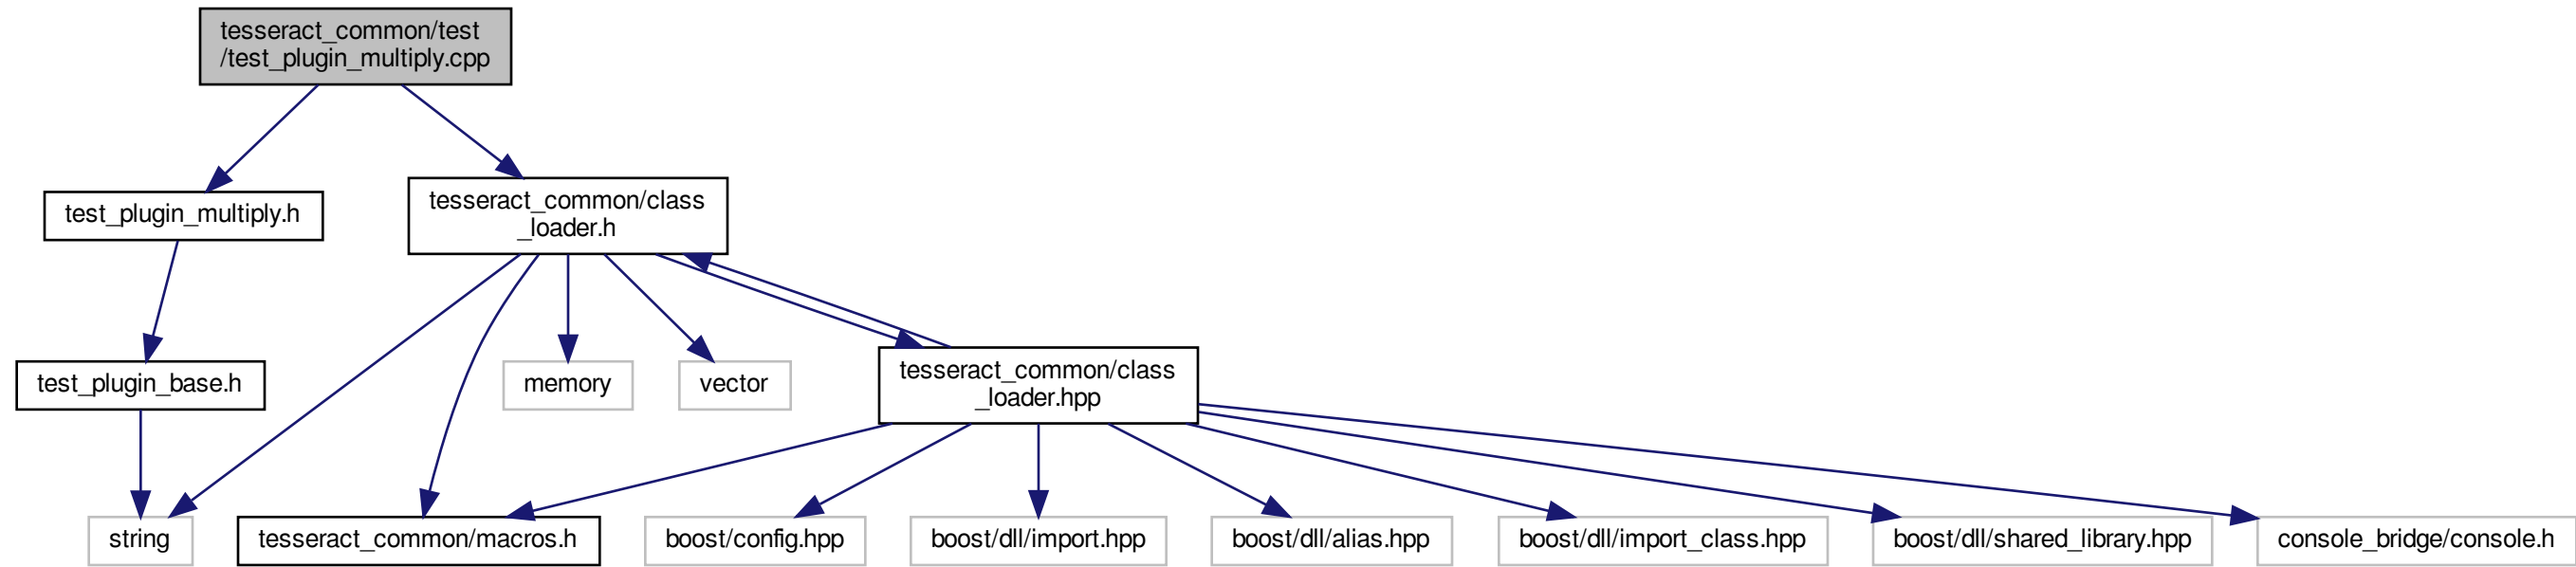 tesseract_common/test
/test_plugin_multiply.cpp
test_plugin_multiply.h
tesseract_common/class
_loader.h
test_plugin_base.h
memory
vector
tesseract_common/class
_loader.hpp
string
tesseract_common/macros.h
boost/config.hpp
boost/dll/import.hpp
boost/dll/alias.hpp
boost/dll/import_class.hpp
boost/dll/shared_library.hpp
console_bridge/console.h